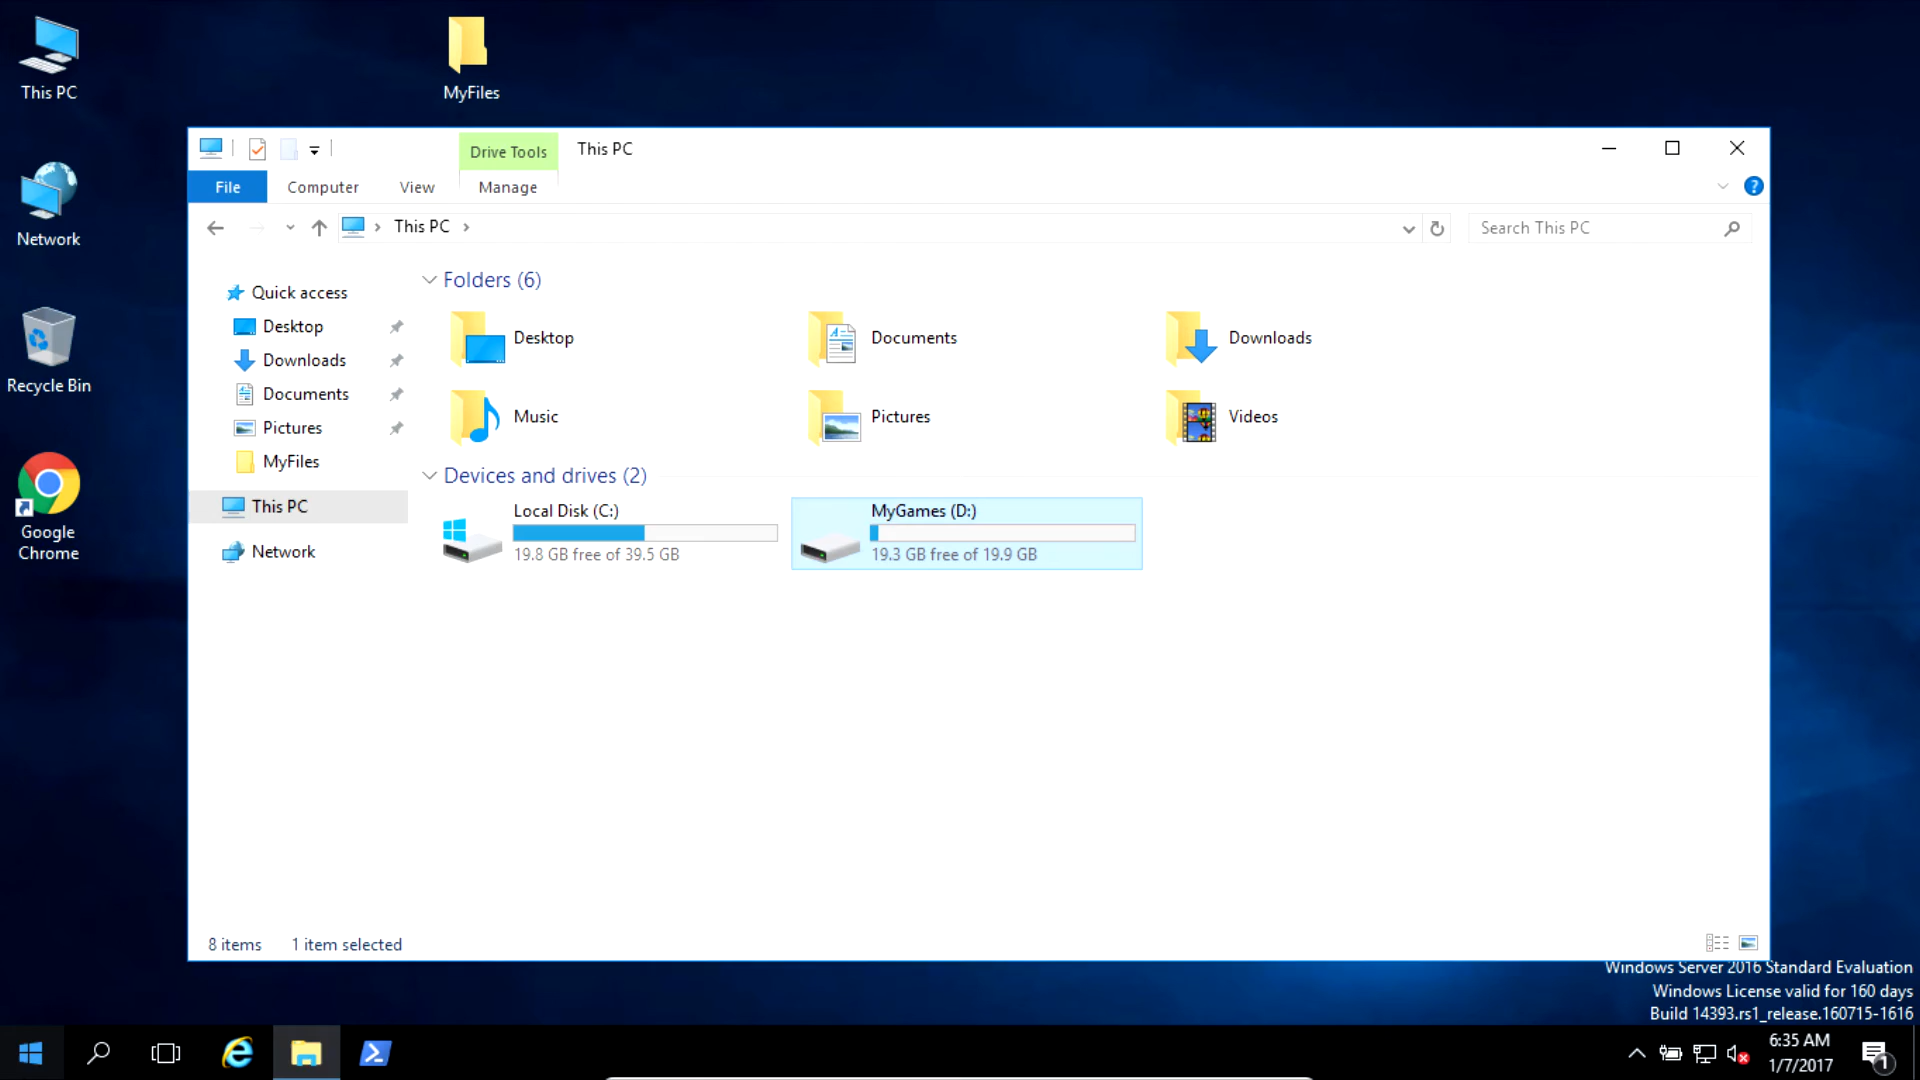 This PC
MyFiles
Network
Recycle Bin
Google
Chrome
Drive Tools
This PC
File
Computer
View
Manage
This PC
Search This PC
Quick access
Desktop
Downloads
Documents
Pictures
MyFiles
This PC
Network
Folders (6)
Desktop
Documents
Downloads
Music
Pictures
Videos
Devices and drives (2)
Local Disk (C:)
19.8 GB free of 39.5 GB
MyGames (D:)
19.3 GB free of 19.9 GB
8 items
1 item selected
Windows Server 2016 Standard Evaluation
Windows License valid for 160 days
Build 14393.rs1_release.160715-1616
6:35 AM
1/7/2017
1